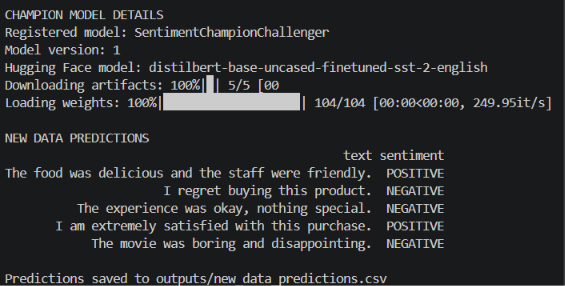 CHAMPION MODEL DETAILS
Registered model: SentimentChampionChallenger
Model version: 1
Hugging Face model: distilbert-base-uncased-finetuned-sst-2-english
Downloading artifacts: 100%|█| 5/5 [00
Loading weights: 100%|██████████| 104/104 [00:00<00:00, 249.95it/s]
NEW DATA PREDICTIONS
text sentiment
The food was delicious and the staff were friendly. POSITIVE
I regret buying this product. NEGATIVE
The experience was okay, nothing special. NEGATIVE
I am extremely satisfied with this purchase. POSITIVE
The movie was boring and disappointing. NEGATIVE
Predictions saved to outputs/new_data_predictions.csv